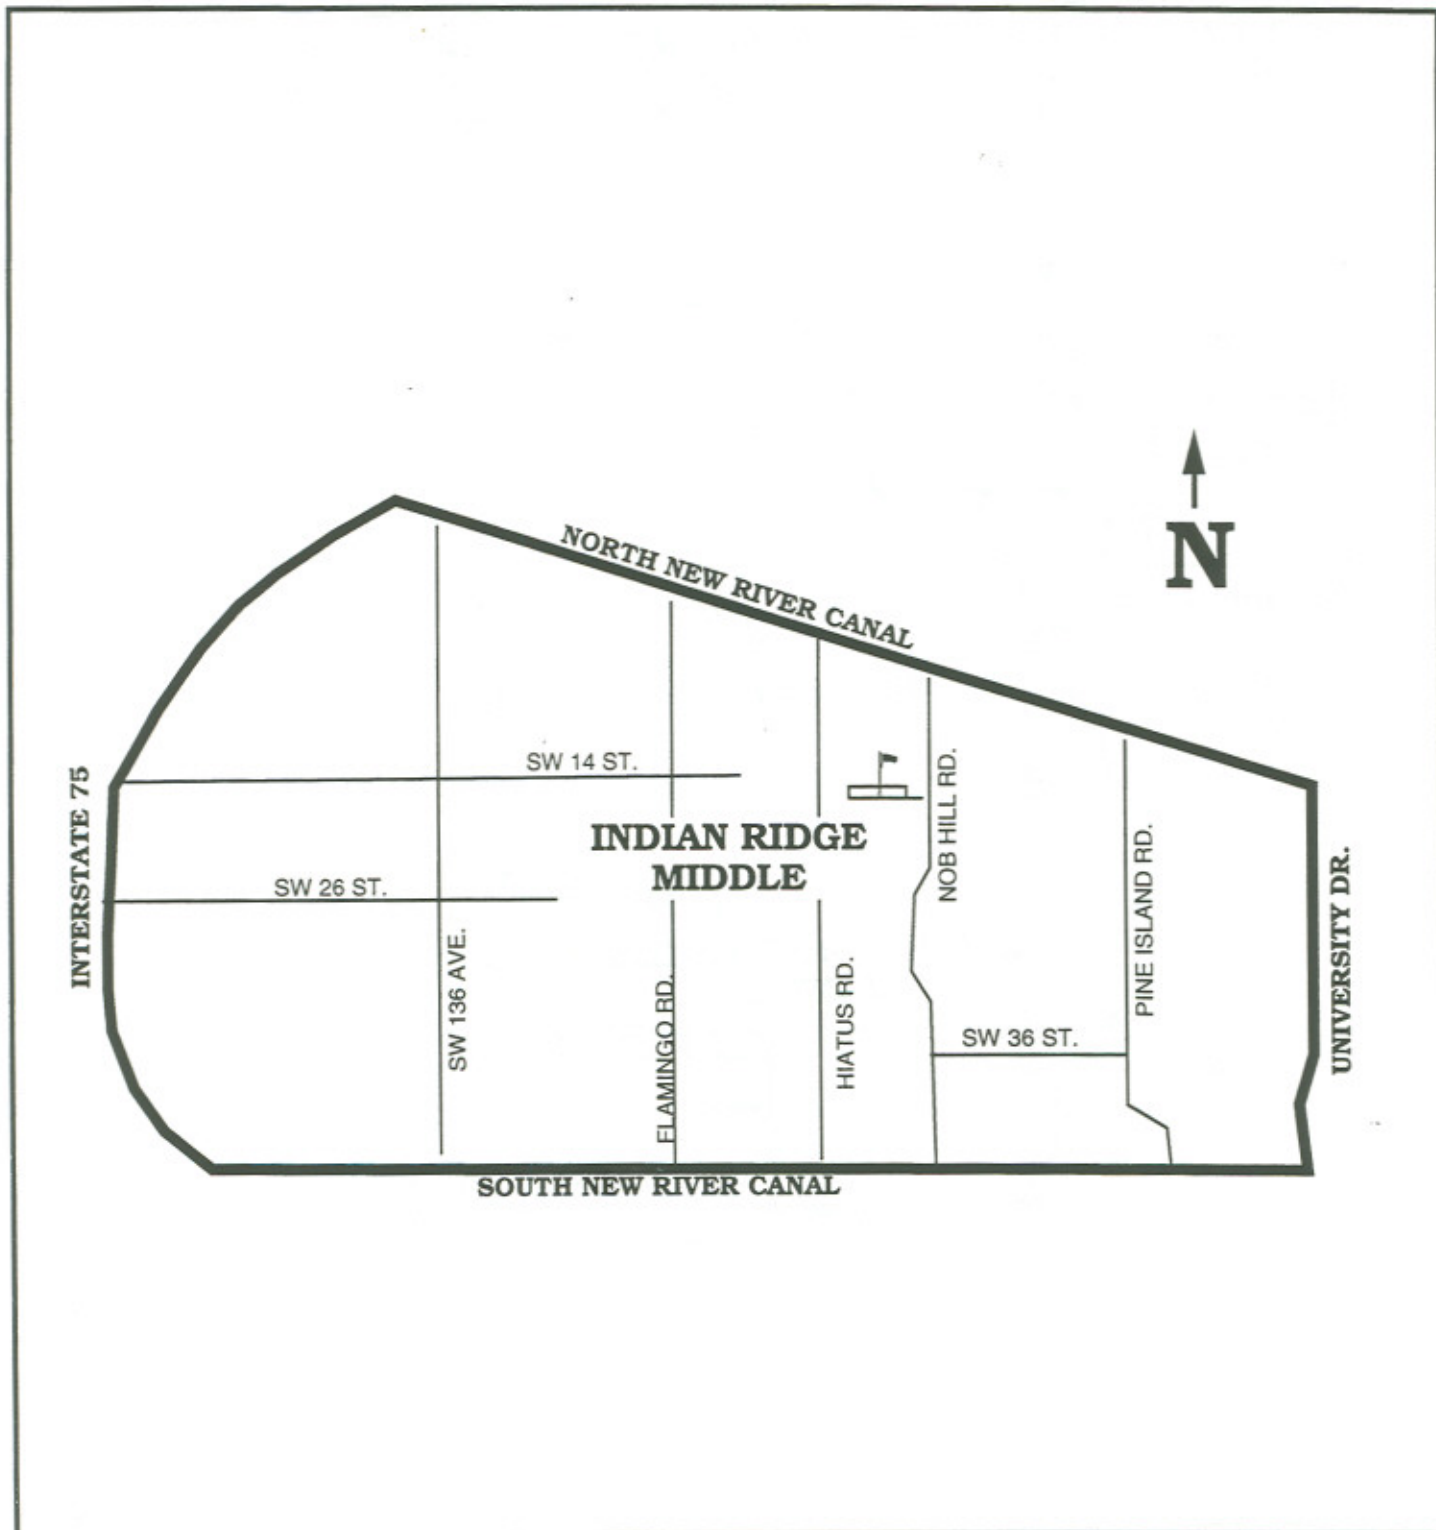 N
NORTH NEW RIVER CANAL
SW 14 ST.
NOB HILL RD.
INTERSTATE 75
INDIAN RIDGE
MIDDLE
PINE ISLAND RD.
UNIVERSITY DR.
SW 26 ST.
SW 136 AVE.
FLAMINGO RD.
HIATUS RD.
SW 36 ST.
SOUTH NEW RIVER CANAL